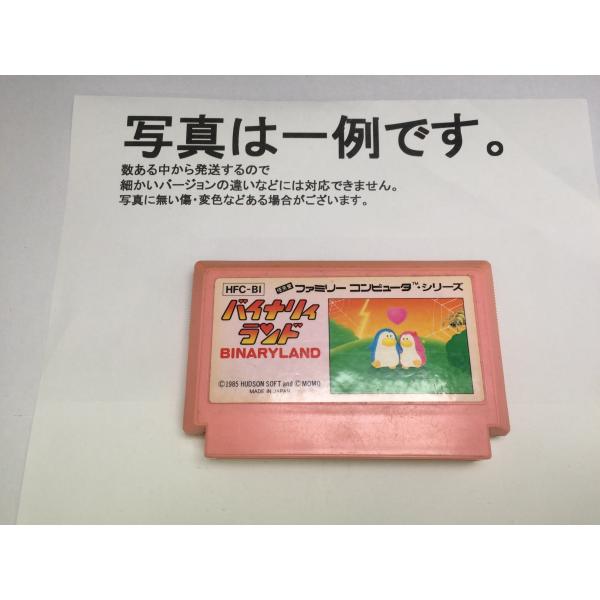 写真は一例です。
数ある中から発送するので
細かいバージョンの違いなどには対応できません。
写真に無い傷・変色などある場合がございます。
HFC-BI
ファミリー コンピュータ™・シリーズ
バイナリィ
ランド
BINARYLAND
©1985 HUDSON SOFT and © MOMO
MADE IN JAPAN